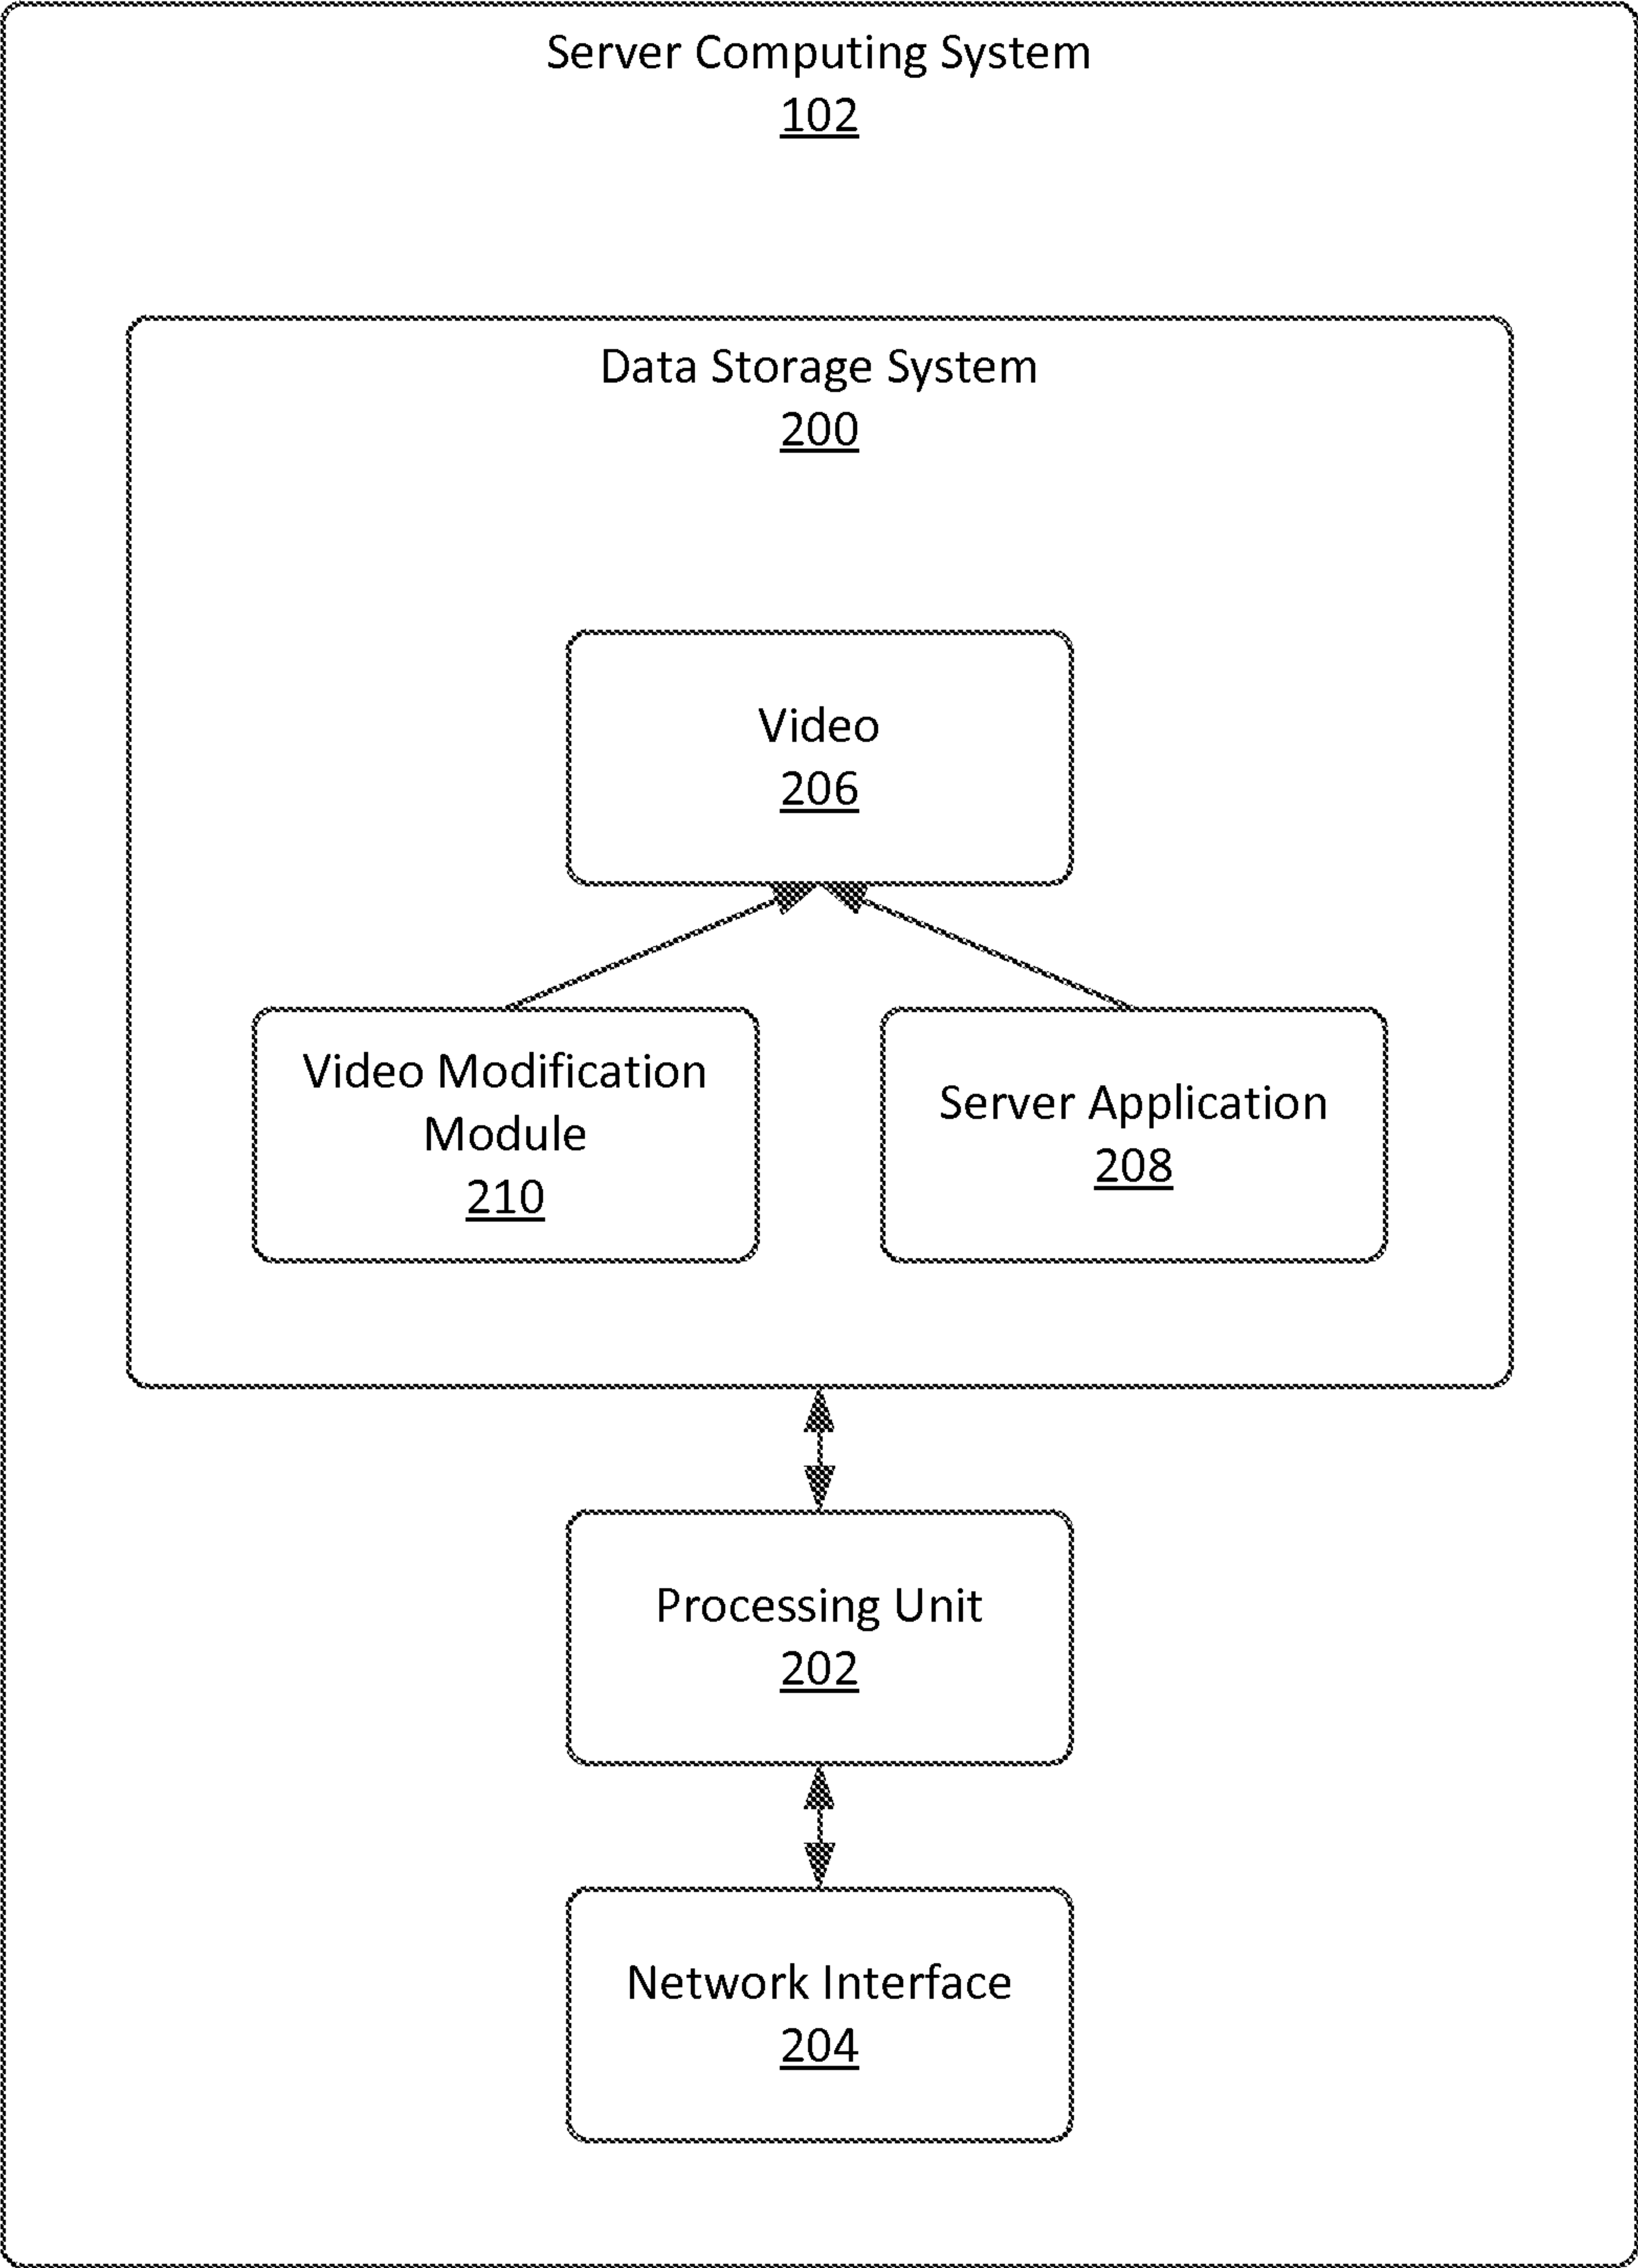 Server Computing System
102
Data Storage System
200
Video
206
Video Modification
Module
210
Server Application
208
Processing Unit
202
Network Interface
204